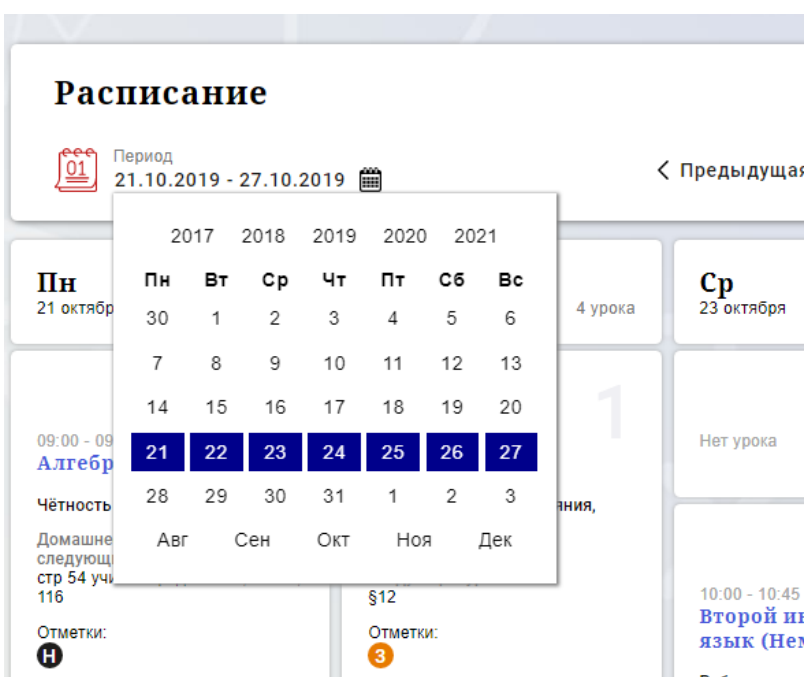 Расписание
01
Период
21.10.2019 - 27.10.2019
Предыдущая
2017 2018 2019 2020 2021
Пн Вт Ср Чт Пт Сб Вс
30 1 2 3 4 5 6
7 8 9 10 11 12 13
14 15 16 17 18 19 20
21 22 23 24 25 26 27
28 29 30 31 1 2 3
Авг Сен Окт Ноя Дек
Пн
21 октябр
09:00 - 09
Алгебр
Чётность
Домашне
следующ
стр 54 учи
116
Отметки:
Н
4 урока
1
яния,
§12
Отметки:
3
Ср
23 октября
Нет урока
10:00 - 10:45
Второй ин
язык (Нем